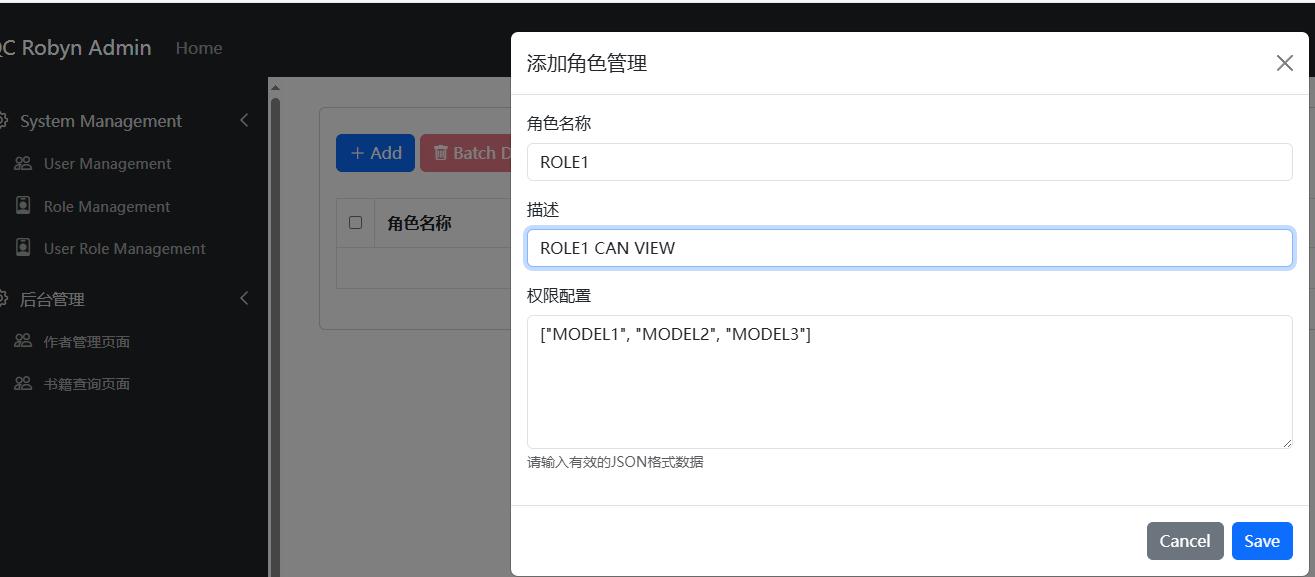 QC Robyn Admin Home
System Management
User Management
Role Management
User Role Management
后台管理
作者管理页面
书籍查询页面
Add
Batch D
角色名称
添加角色管理
角色名称
ROLE1
描述
ROLE1 CAN VIEW
权限配置
["MODEL1", "MODEL2", "MODEL3"]
请输入有效的JSON格式数据
Cancel Save